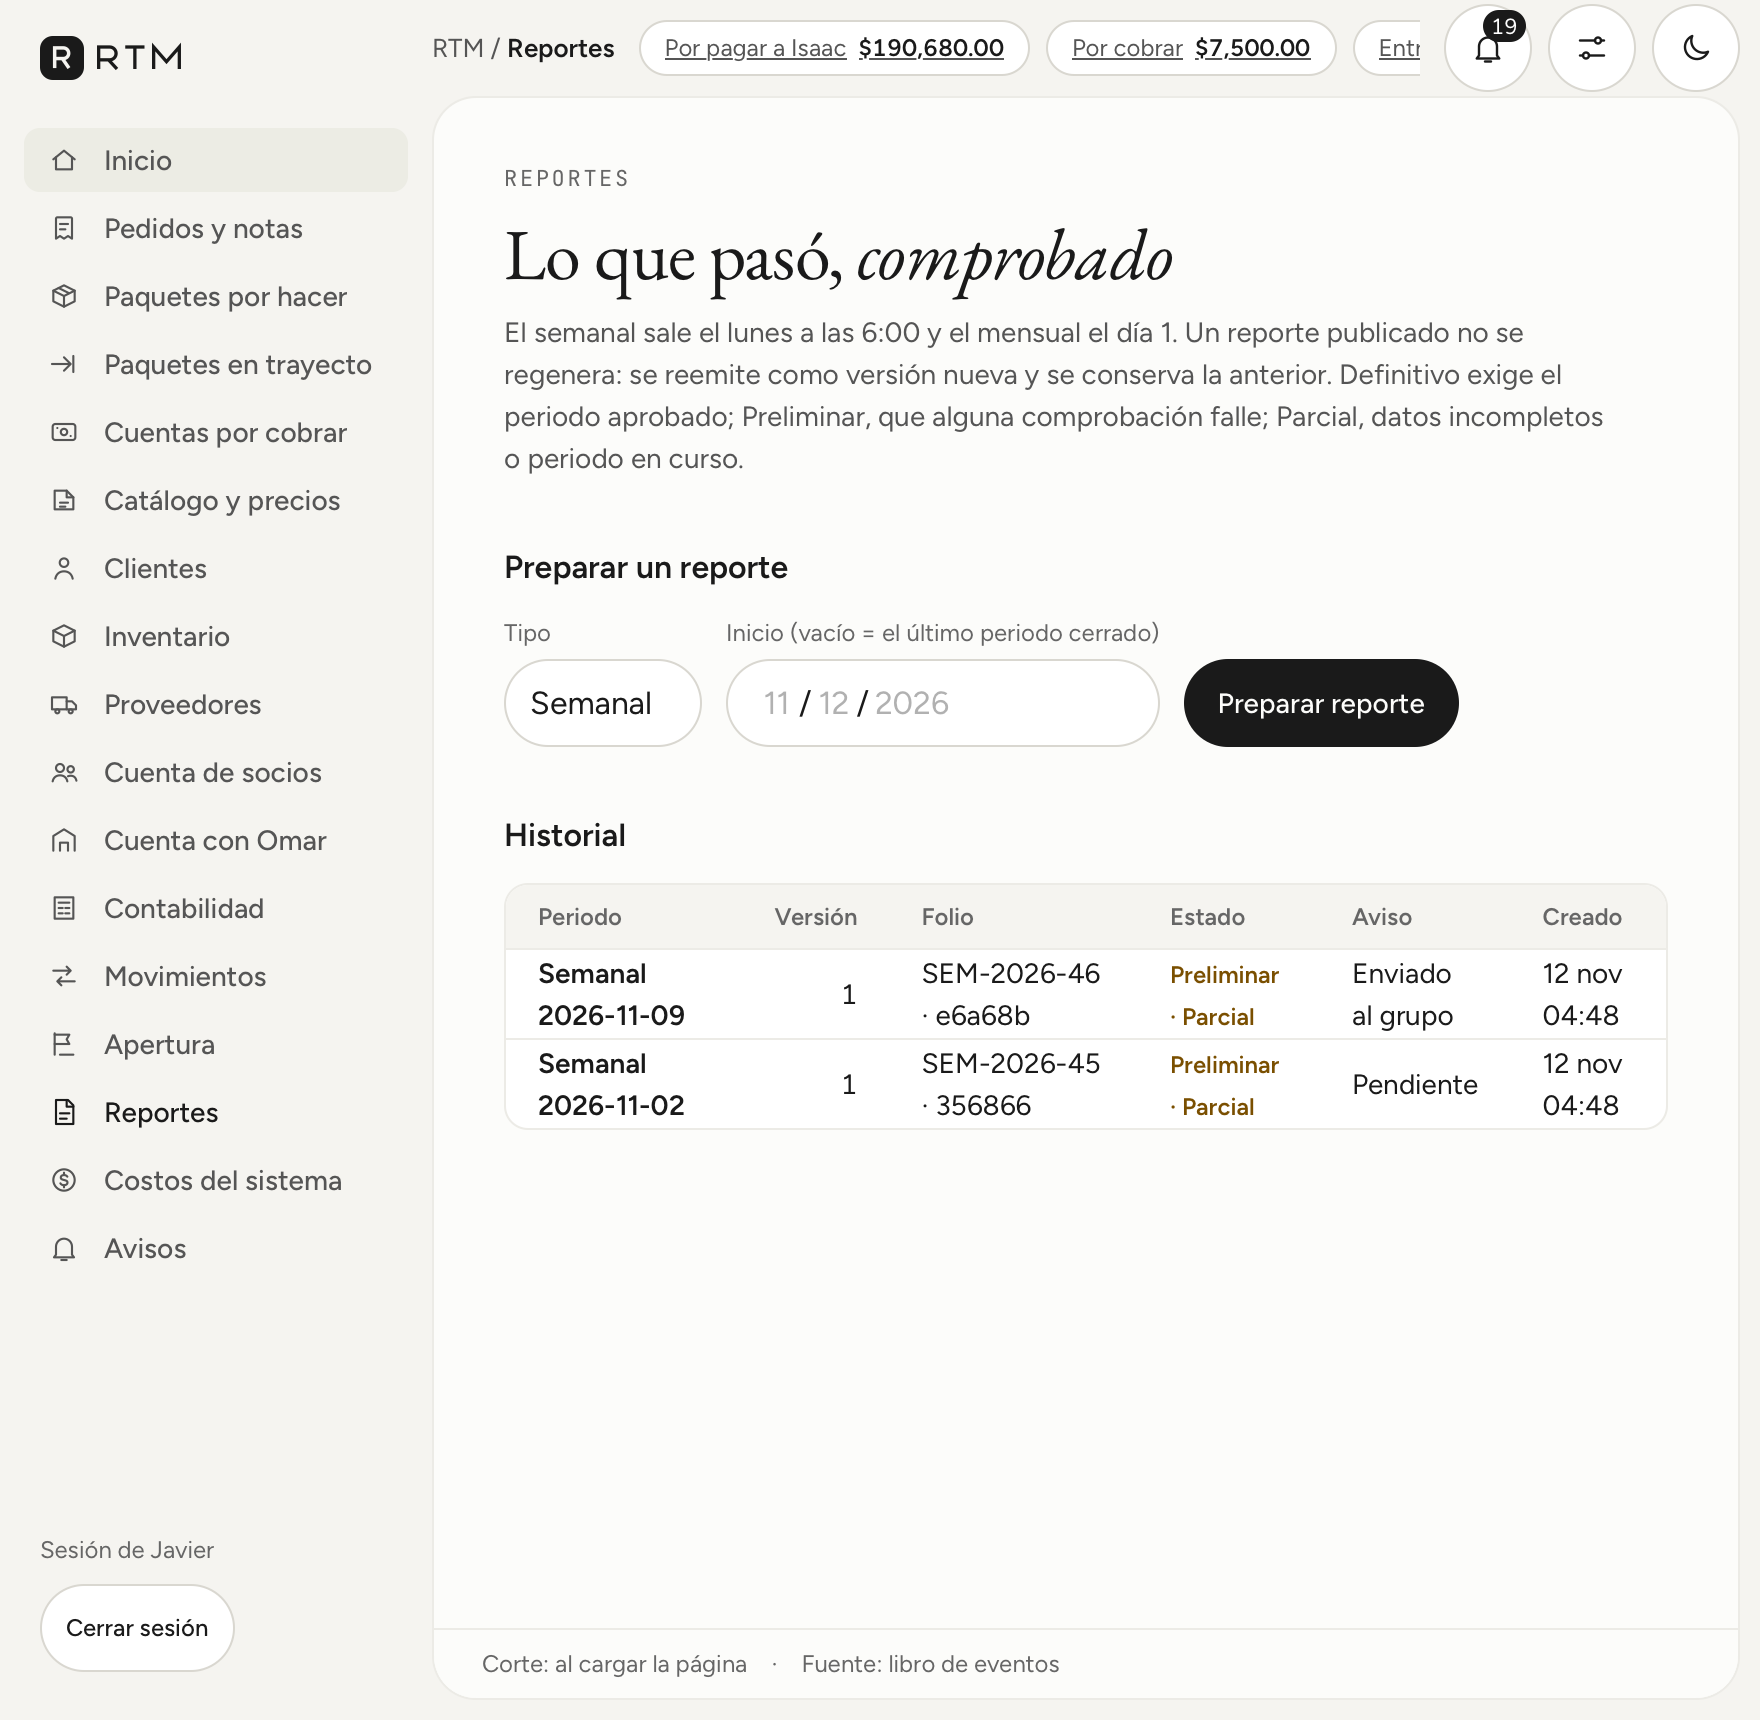 R RTM
RTM / Reportes
Por pagar a Isaac $190,680.00
Por cobrar $7,500.00
Entr
19
Inicio
Pedidos y notas
Paquetes por hacer
Paquetes en trayecto
Cuentas por cobrar
Catálogo y precios
Clientes
Inventario
Proveedores
Cuenta de socios
Cuenta con Omar
Contabilidad
Movimientos
Apertura
Reportes
Costos del sistema
Avisos
Sesión de Javier
Cerrar sesión
REPORTES
Lo que pasó, comprobado
El semanal sale el lunes a las 6:00 y el mensual el día 1. Un reporte publicado no se
regenera: se reemite como versión nueva y se conserva la anterior. Definitivo exige el
periodo aprobado; Preliminar, que alguna comprobación falle; Parcial, datos incompletos
o periodo en curso.
Preparar un reporte
Tipo
Inicio (vacío = el último periodo cerrado)
Semanal
11 / 12 / 2026
Preparar reporte
Historial
Periodo Versión Folio Estado Aviso Creado
Semanal SEM-2026-46 Preliminar Enviado 12 nov
1
2026-11-09 · e6a68b · Parcial al grupo 04:48
Semanal SEM-2026-45 Preliminar 12 nov
1 Pendiente
2026-11-02 · 356866 · Parcial 04:48
Corte: al cargar la página · Fuente: libro de eventos